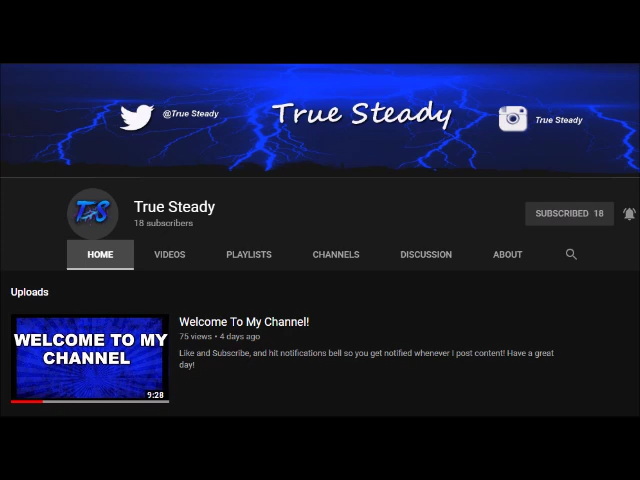 @True Steady
True Steady
True Steady
TS
True Steady
18 subscribers
SUBSCRIBED 18
HOME
VIDEOS
PLAYLISTS
CHANNELS
DISCUSSION
ABOUT
Uploads
WELCOME TO MY
CHANNEL
9:28
Welcome To My Channel!
75 views • 4 days ago
Like and Subscribe, and hit notifications bell so you get notified whenever I post content! Have a great
day!